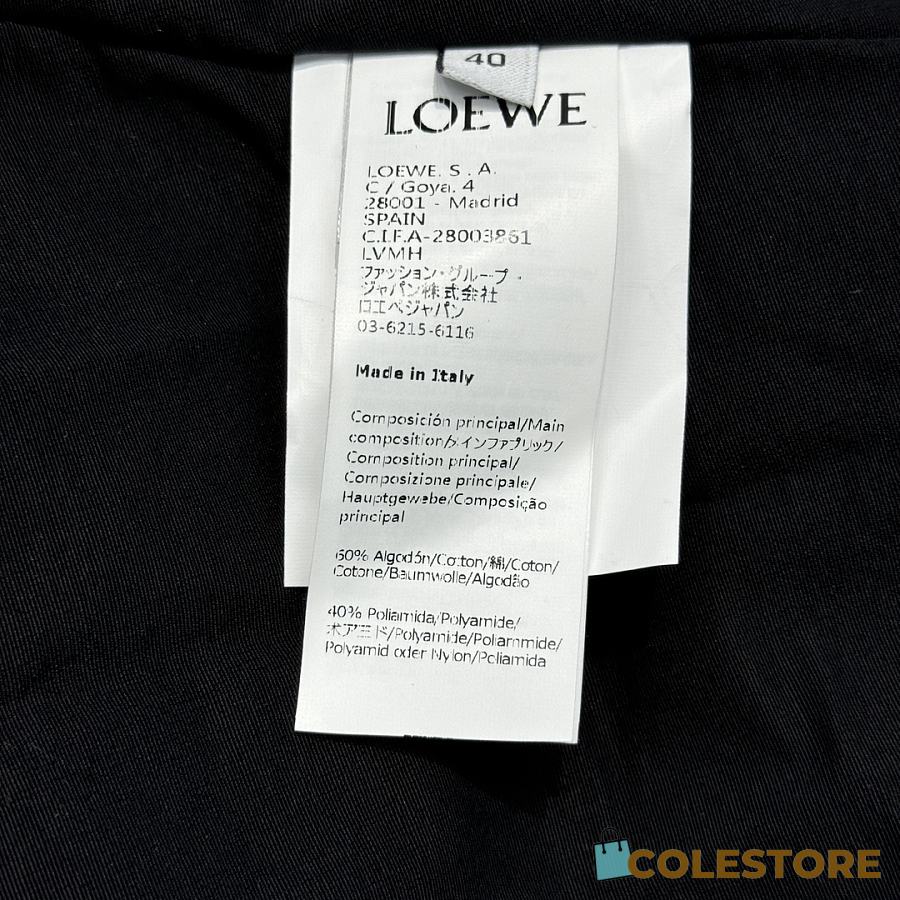 40
LOEWE
LOEWE. S . A.
C / Goya. 4
28001 - Madrid
SPAIN
C.I.F.A-28003861
LVMH
ファッション・グループ・
ジャパン株式会社
ロエベジャパン
03-6215-6116
Made in Italy
Composición principal/Main
composition/メインファブリック/
Composition principal/
Composizione principale/
Hauptgewebe/Composição
principal
60% Algodón/Cotton/綿/Coton/
Cotone/Baumwolle/Algodão
40% Poliamida/Polyamide/
ポアミド/Polyamide/Poliammide/
Polyamid oder Nylon/Poliamida
COLESTORE